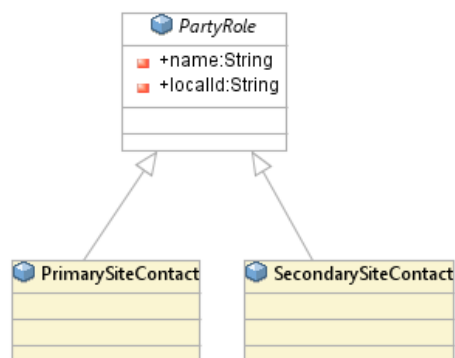 PartyRole
+name:String
+localId:String
PrimarySiteContact
SecondarySiteContact